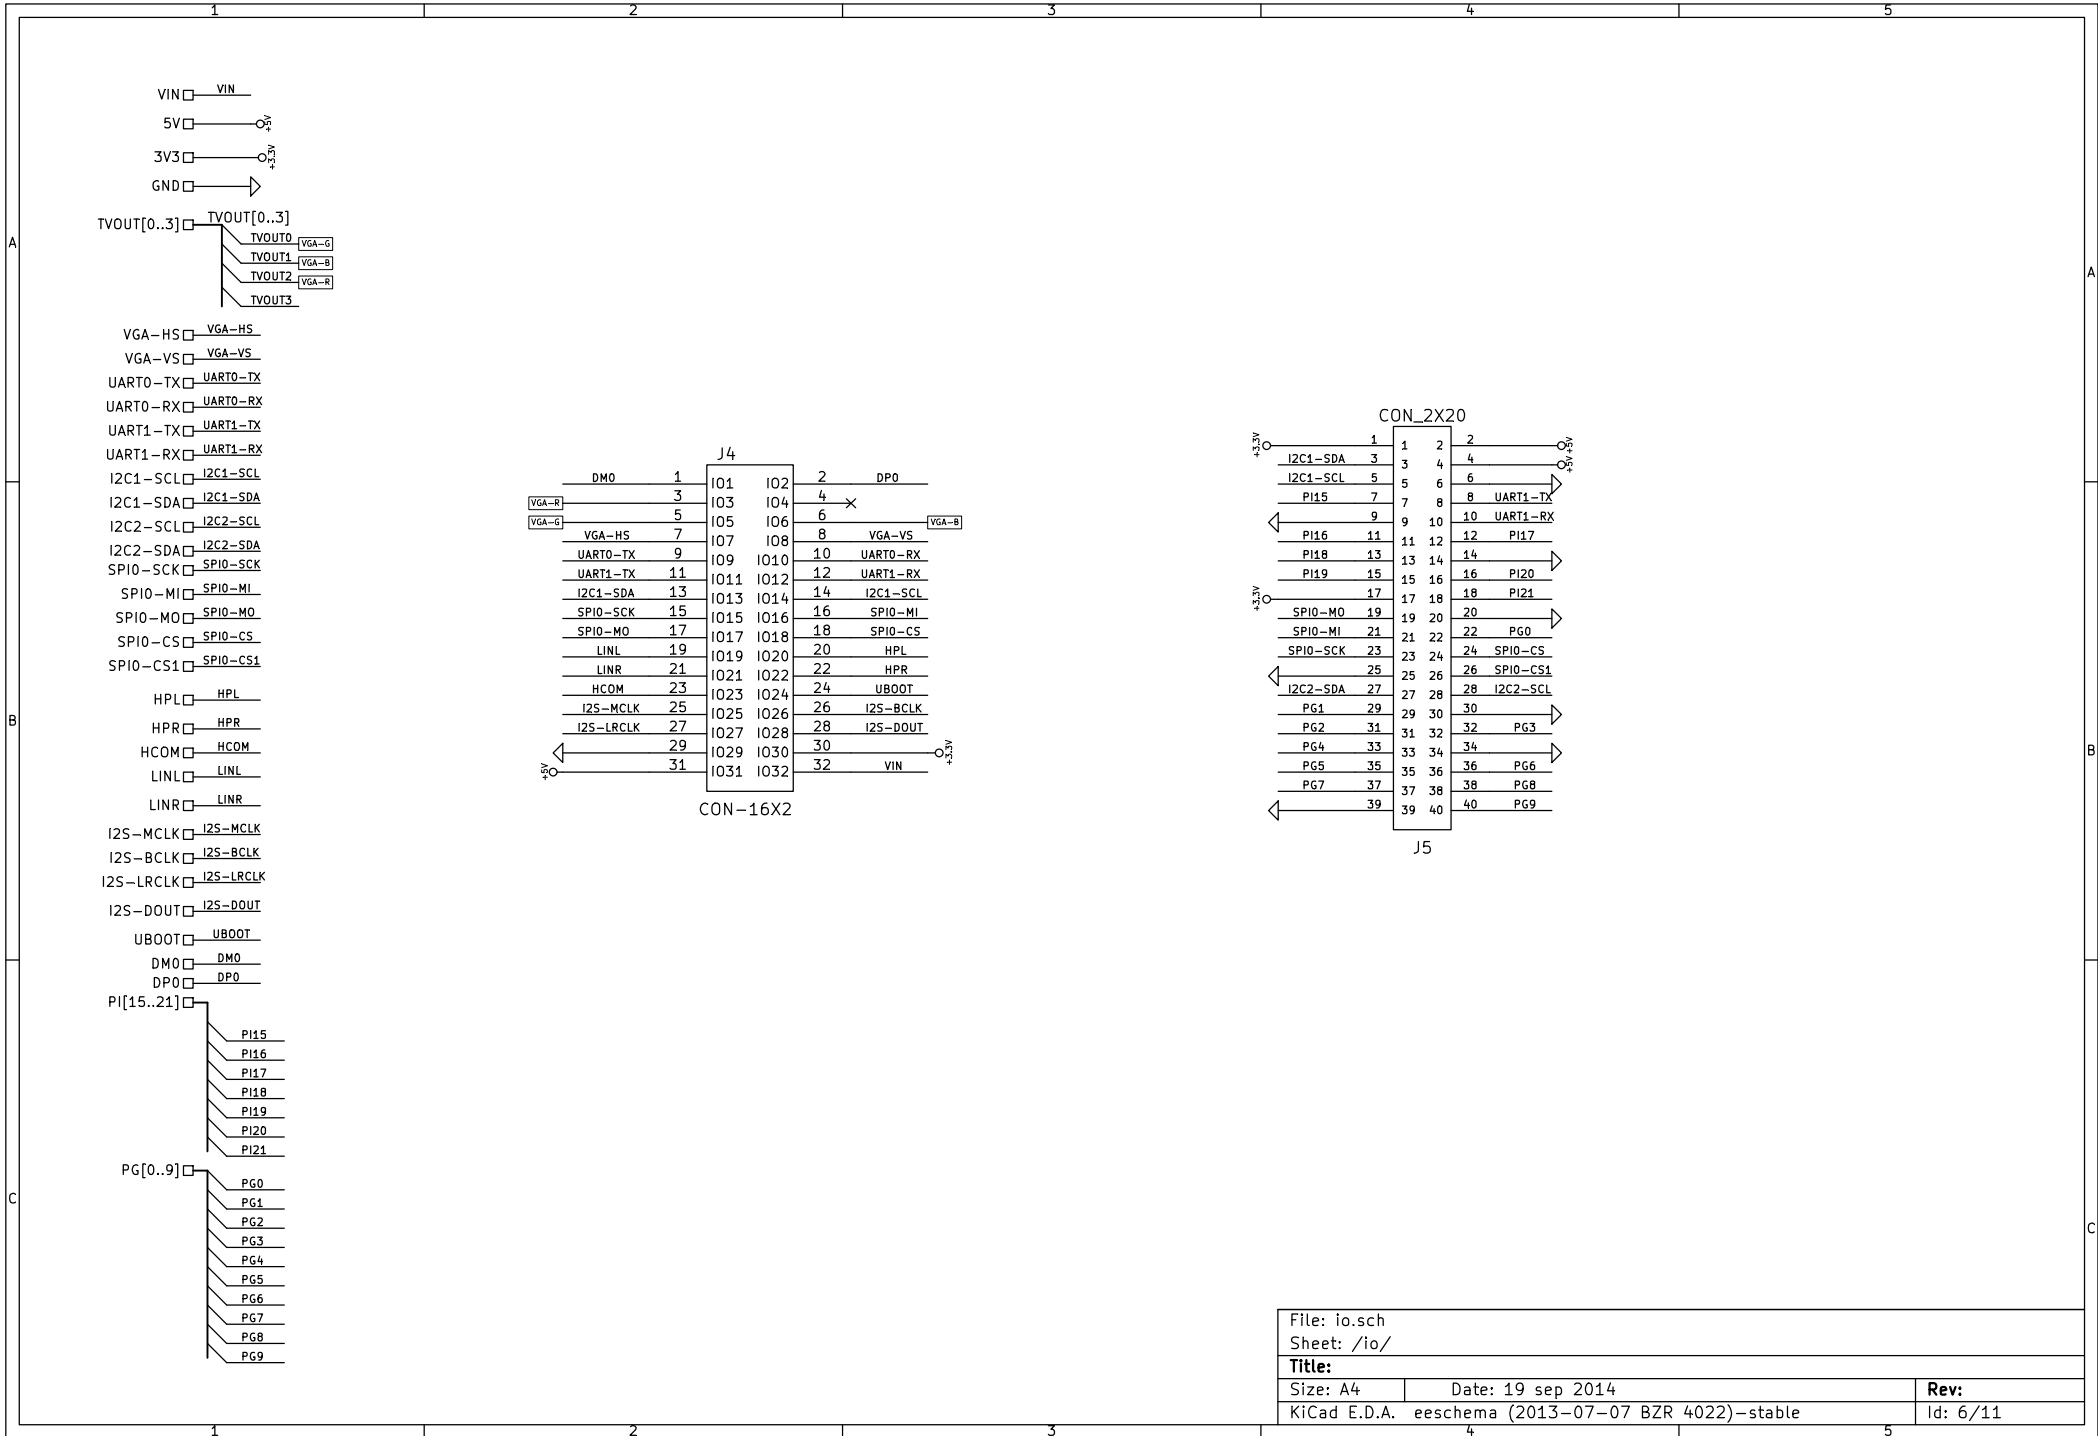 1 2 3 4 5
A
B
C
A
B
C
VIN VIN
5V +5V
3V3 +3.3V
GND
TVOUT[0..3] TVOUT[0..3]
TVOUT0 VGA-G
TVOUT1 VGA-B
TVOUT2 VGA-R
TVOUT3
VGA-HS VGA-HS
VGA-VS VGA-VS
UART0-TX UART0-TX
UART0-RX UART0-RX
UART1-TX UART1-TX
UART1-RX UART1-RX
I2C1-SCL I2C1-SCL
I2C1-SDA I2C1-SDA
I2C2-SCL I2C2-SCL
I2C2-SDA I2C2-SDA
SPI0-SCK SPI0-SCK
SPI0-MI SPI0-MI
SPI0-MO SPI0-MO
SPI0-CS SPI0-CS
SPI0-CS1 SPI0-CS1
HPL HPL
HPR HPR
HCOM HCOM
LINL LINL
LINR LINR
I2S-MCLK I2S-MCLK
I2S-BCLK I2S-BCLK
I2S-LRCLK I2S-LRCLK
I2S-DOUT I2S-DOUT
UBOOT UBOOT
DM0 DM0
DP0 DP0
PI[15..21]
PI15
PI16
PI17
PI18
PI19
PI20
PI21
PG[0..9]
PG0
PG1
PG2
PG3
PG4
PG5
PG6
PG7
PG8
PG9
J4
DM0 1 IO1 IO2 2 DP0
VGA-R 3 IO3 IO4 4
VGA-G 5 IO5 IO6 6 VGA-B
VGA-HS 7 IO7 IO8 8 VGA-VS
UART0-TX 9 IO9 IO10 10 UART0-RX
UART1-TX 11 IO11 IO12 12 UART1-RX
I2C1-SDA 13 IO13 IO14 14 I2C1-SCL
SPI0-SCK 15 IO15 IO16 16 SPI0-MI
SPI0-MO 17 IO17 IO18 18 SPI0-CS
LINL 19 IO19 IO20 20 HPL
LINR 21 IO21 IO22 22 HPR
HCOM 23 IO23 IO24 24 UBOOT
I2S-MCLK 25 IO25 IO26 26 I2S-BCLK
I2S-LRCLK 27 IO27 IO28 28 I2S-DOUT
29 IO29 IO30 30 +3.3V
+5V 31 IO31 IO32 32 VIN
CON-16X2
CON_2X20
+3.3V 1 1 2 2 +5V
I2C1-SDA 3 3 4 4 +5V
I2C1-SCL 5 5 6 6
PI15 7 7 8 8 UART1-TX
9 9 10 10 UART1-RX
PI16 11 11 12 12 PI17
PI18 13 13 14 14
PI19 15 15 16 16 PI20
+3.3V 17 17 18 18 PI21
SPI0-MO 19 19 20 20
SPI0-MI 21 21 22 22 PG0
SPI0-SCK 23 23 24 24 SPI0-CS
25 25 26 26 SPI0-CS1
I2C2-SDA 27 27 28 28 I2C2-SCL
PG1 29 29 30 30
PG2 31 31 32 32 PG3
PG4 33 33 34 34
PG5 35 35 36 36 PG6
PG7 37 37 38 38 PG8
39 39 40 40 PG9
J5
File: io.sch
Sheet: /io/
Title:
Size: A4 Date: 19 sep 2014 Rev:
KiCad E.D.A. eeschema (2013-07-07 BZR 4022)-stable Id: 6/11
1 2 3 4 5